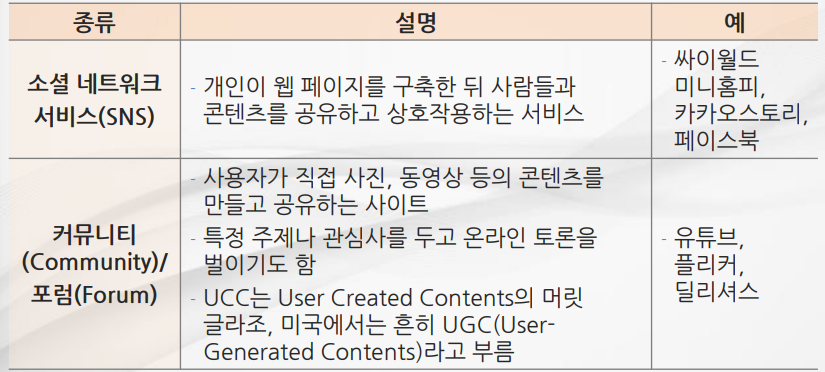 종류
설명
예
소셜 네트워크
서비스(SNS)
- 개인이 웹 페이지를 구축한 뒤 사람들과
콘텐츠를 공유하고 상호작용하는 서비스
- 싸이월드
미니홈피,
카카오스토리,
페이스북
커뮤니티
(Community)/
포럼(Forum)
- 사용자가 직접 사진, 동영상 등의 콘텐츠를
만들고 공유하는 사이트
- 특정 주제나 관심사를 두고 온라인 토론을
벌이기도 함
- UCC는 User Created Contents의 머릿
글라조, 미국에서는 흔히 UGC(User-
Generated Contents)라고 부름
- 유튜브,
플리커,
딜리셔스